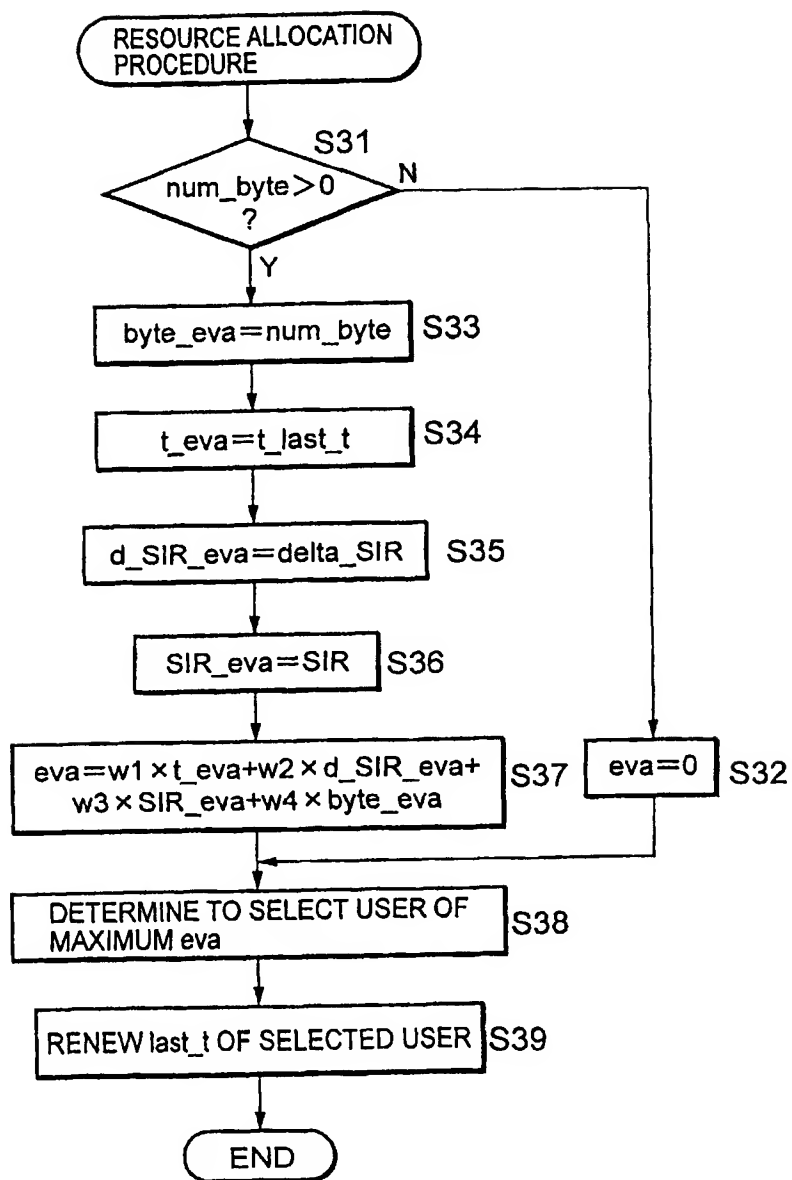 RESOURCE ALLOCATION
PROCEDURE
S31
num_byte>0
?
N
Y
byte_eva=num_byte
S33
t_eva=t_last_t
S34
d_SIR_eva=delta_SIR
S35
SIR_eva=SIR
S36
eva=w1×t_eva+w2×d_SIR_eva+
w3×SIR_eva+w4×byte_eva
S37
eva=0
S32
DETERMINE TO SELECT USER OF
MAXIMUM eva
S38
RENEW last_t OF SELECTED USER
S39
END